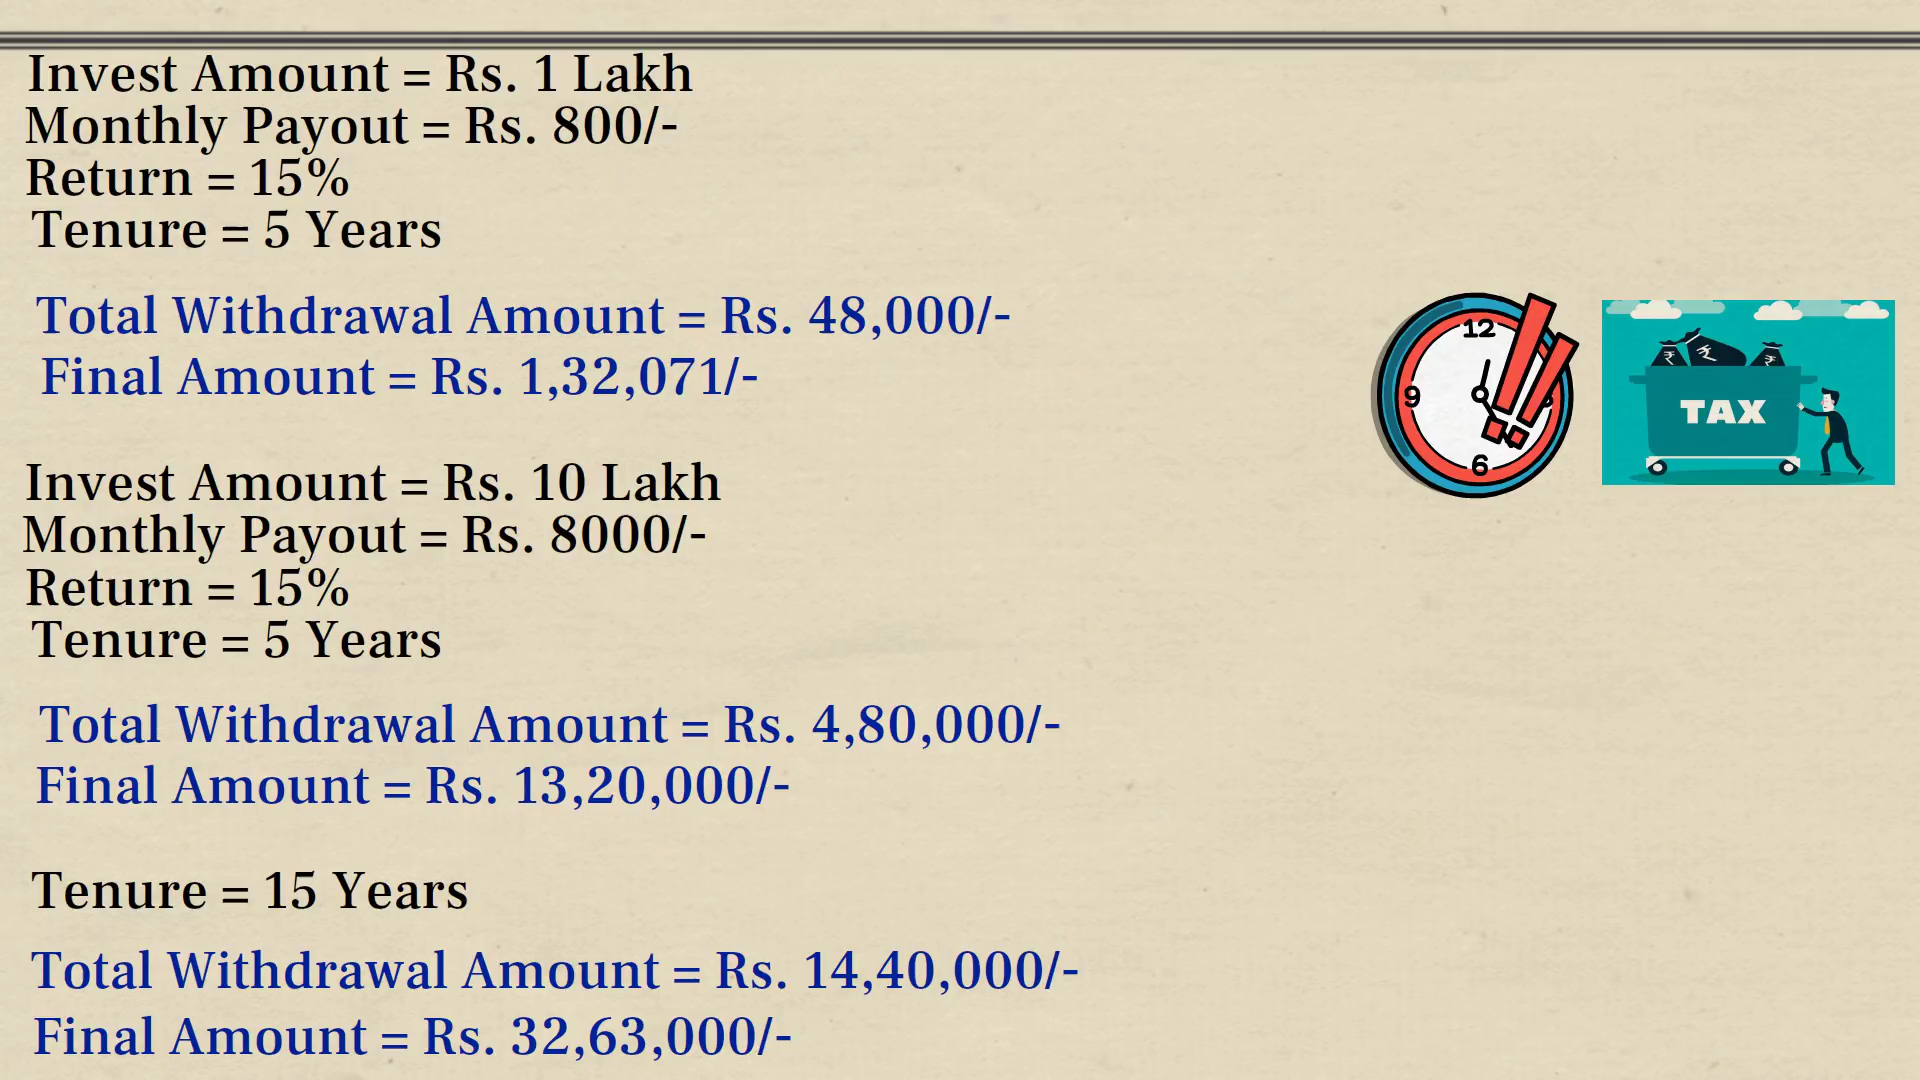 Invest Amount = Rs. 1 Lakh
Monthly Payout = Rs. 800/-
Return = 15%
Tenure = 5 Years
Total Withdrawal Amount = Rs. 48,000/-
Final Amount = Rs. 1,32,071/-
12
9
6
₹ ₹ ₹
TAX
Invest Amount = Rs. 10 Lakh
Monthly Payout = Rs. 8000/-
Return = 15%
Tenure = 5 Years
Total Withdrawal Amount = Rs. 4,80,000/-
Final Amount = Rs. 13,20,000/-
Tenure = 15 Years
Total Withdrawal Amount = Rs. 14,40,000/-
Final Amount = Rs. 32,63,000/-